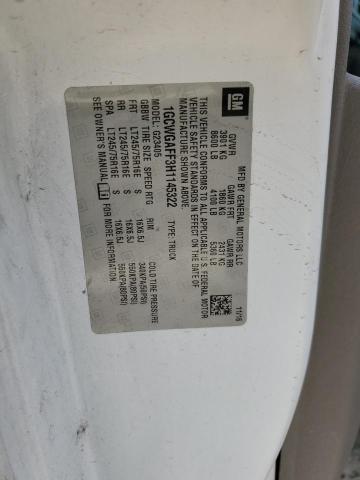 GM
MFD BY GENERAL MOTORS LLC
11/16
GVWR GAWR FRT GAWR RR
3901 KG 1860 KG 2431 KG
8600 LB 4100 LB 5360 LB
THIS VEHICLE CONFORMS TO ALL APPLICABLE U.S. FEDERAL MOTOR
VEHICLE SAFETY STANDARDS IN EFFECT ON THE DATE OF
MANUFACTURE SHOWN ABOVE.
1GCWGAFF3H1145322
TYPE: TRUCK
MODEL: G23405
GBBW TIRE SIZE SPEED RTG RIM COLD TIRE PRESSURE
FRT LT245/75R16E S 16X6.5J 340KPA(50PSI)
RR LT245/75R16E S 16X6.5J 550KPA(80PSI)
SPA LT245/75R16E S 16X6.5J 550KPA(80PSI)
SEE OWNER'S MANUAL FOR MORE INFORMATION